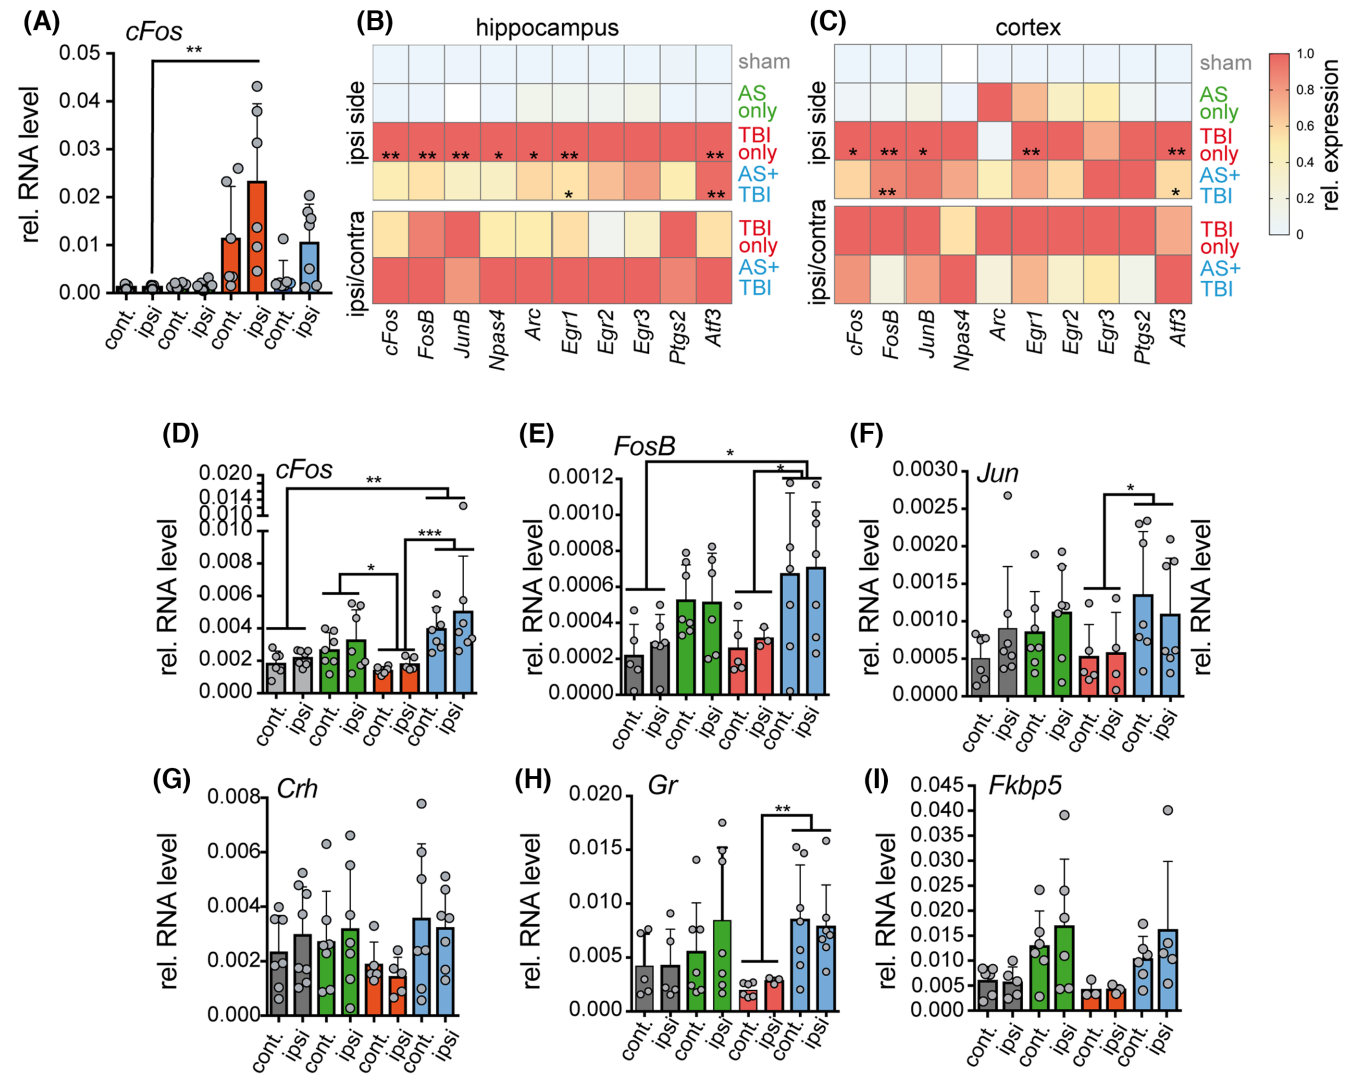 (A)
cFos
**
rel. RNA level
0.05
0.04
0.03
0.02
0.01
0.00
cont.
ipsi
cont.
ipsi
cont.
ipsi
cont.
ipsi
(B)
hippocampus
ipsi side
sham
AS
only
TBI
only
** ** ** * * ** **
AS+
TBI
* **
ipsi/contra
TBI
only
AS+
TBI
cFos
FosB
JunB
Npas4
Arc
Egr1
Egr2
Egr3
Ptgs2
Atf3
(C)
cortex
ipsi side
sham
AS
only
TBI
only
* ** * ** **
AS+
TBI
** *
ipsi/contra
TBI
only
AS+
TBI
cFos
FosB
JunB
Npas4
Arc
Egr1
Egr2
Egr3
Ptgs2
Atf3
1.0
0.8
0.6
0.4
0.2
0
rel. expression
(D)
cFos
**
***
*
rel. RNA level
0.020
0.014
0.010
0.010
0.008
0.006
0.004
0.002
0.000
cont.
ipsi
cont.
ipsi
cont.
ipsi
cont.
ipsi
(E)
FosB
*
*
rel. RNA level
0.0012
0.0010
0.0008
0.0006
0.0004
0.0002
0.0000
cont.
ipsi
cont.
ipsi
cont.
ipsi
cont.
ipsi
(F)
Jun
*
rel. RNA level
0.0030
0.0025
0.0020
0.0015
0.0010
0.0005
0.0000
cont.
ipsi
cont.
ipsi
cont.
ipsi
cont.
ipsi
rel. RNA level
(G)
Crh
rel. RNA level
0.008
0.006
0.004
0.002
0.000
cont.
ipsi
cont.
ipsi
cont.
ipsi
cont.
ipsi
(H)
Gr
**
rel. RNA level
0.020
0.015
0.010
0.005
0.000
cont.
ipsi
cont.
ipsi
cont.
ipsi
cont.
ipsi
(I)
Fkbp5
rel. RNA level
0.045
0.040
0.035
0.030
0.025
0.020
0.015
0.010
0.005
0.000
cont.
ipsi
cont.
ipsi
cont.
ipsi
cont.
ipsi